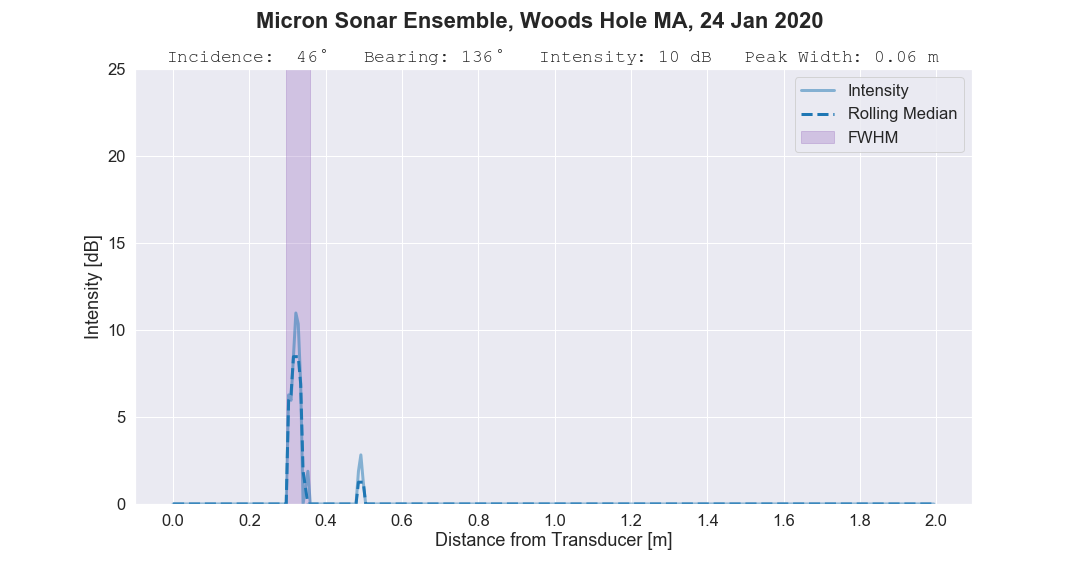 Micron Sonar Ensemble, Woods Hole MA, 24 Jan 2020
Incidence:  46° Bearing: 136° Intensity: 10 dB Peak Width: 0.06 m
Intensity
Rolling Median
FWHM
25
20
15
10
5
0
Intensity [dB]
0.0 0.2 0.4 0.6 0.8 1.0 1.2 1.4 1.6 1.8 2.0
Distance from Transducer [m]